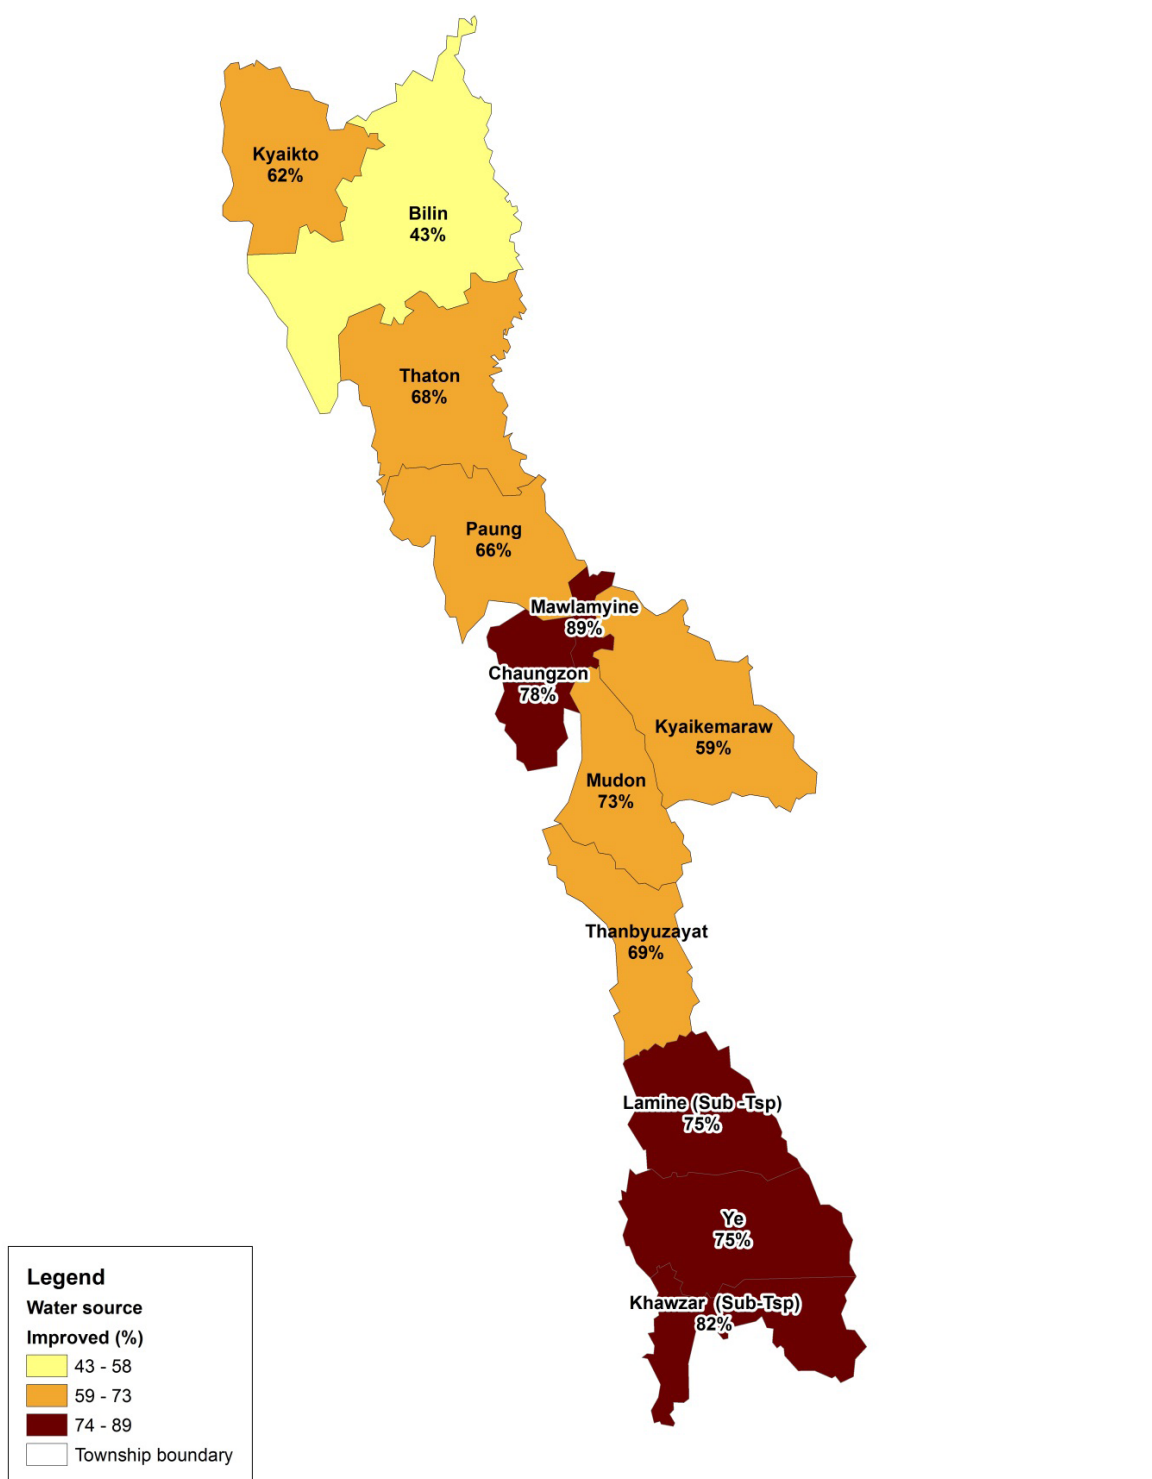 Kyaikto
62%
Bilin
43%
Thaton
68%
Paung
66%
Mawlamyine
89%
Chaungzon
78%
Kyaikemaraw
59%
Mudon
73%
Thanbyuzayat
69%
Lamine (Sub -Tsp)
75%
Ye
75%
Khawzar (Sub-Tsp)
82%
Legend
Water source
Improved (%)
43 - 58
59 - 73
74 - 89
Township boundary